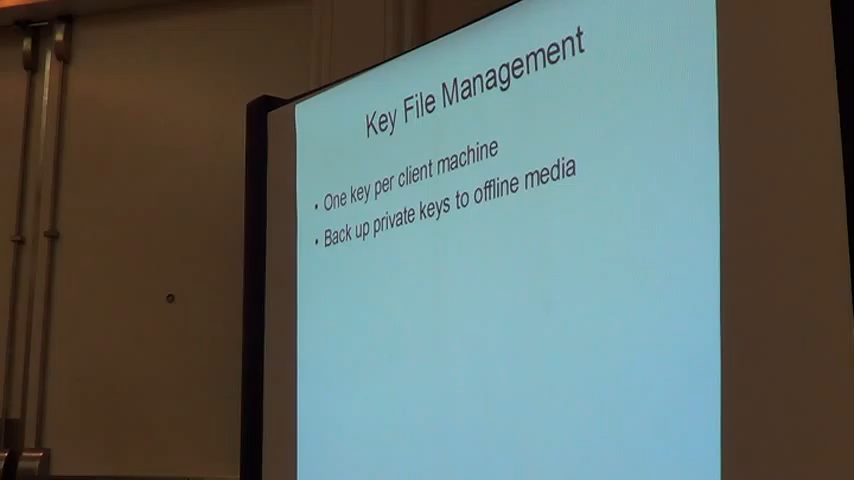 Key File Management
• One key per client machine
• Back up private keys to offline media